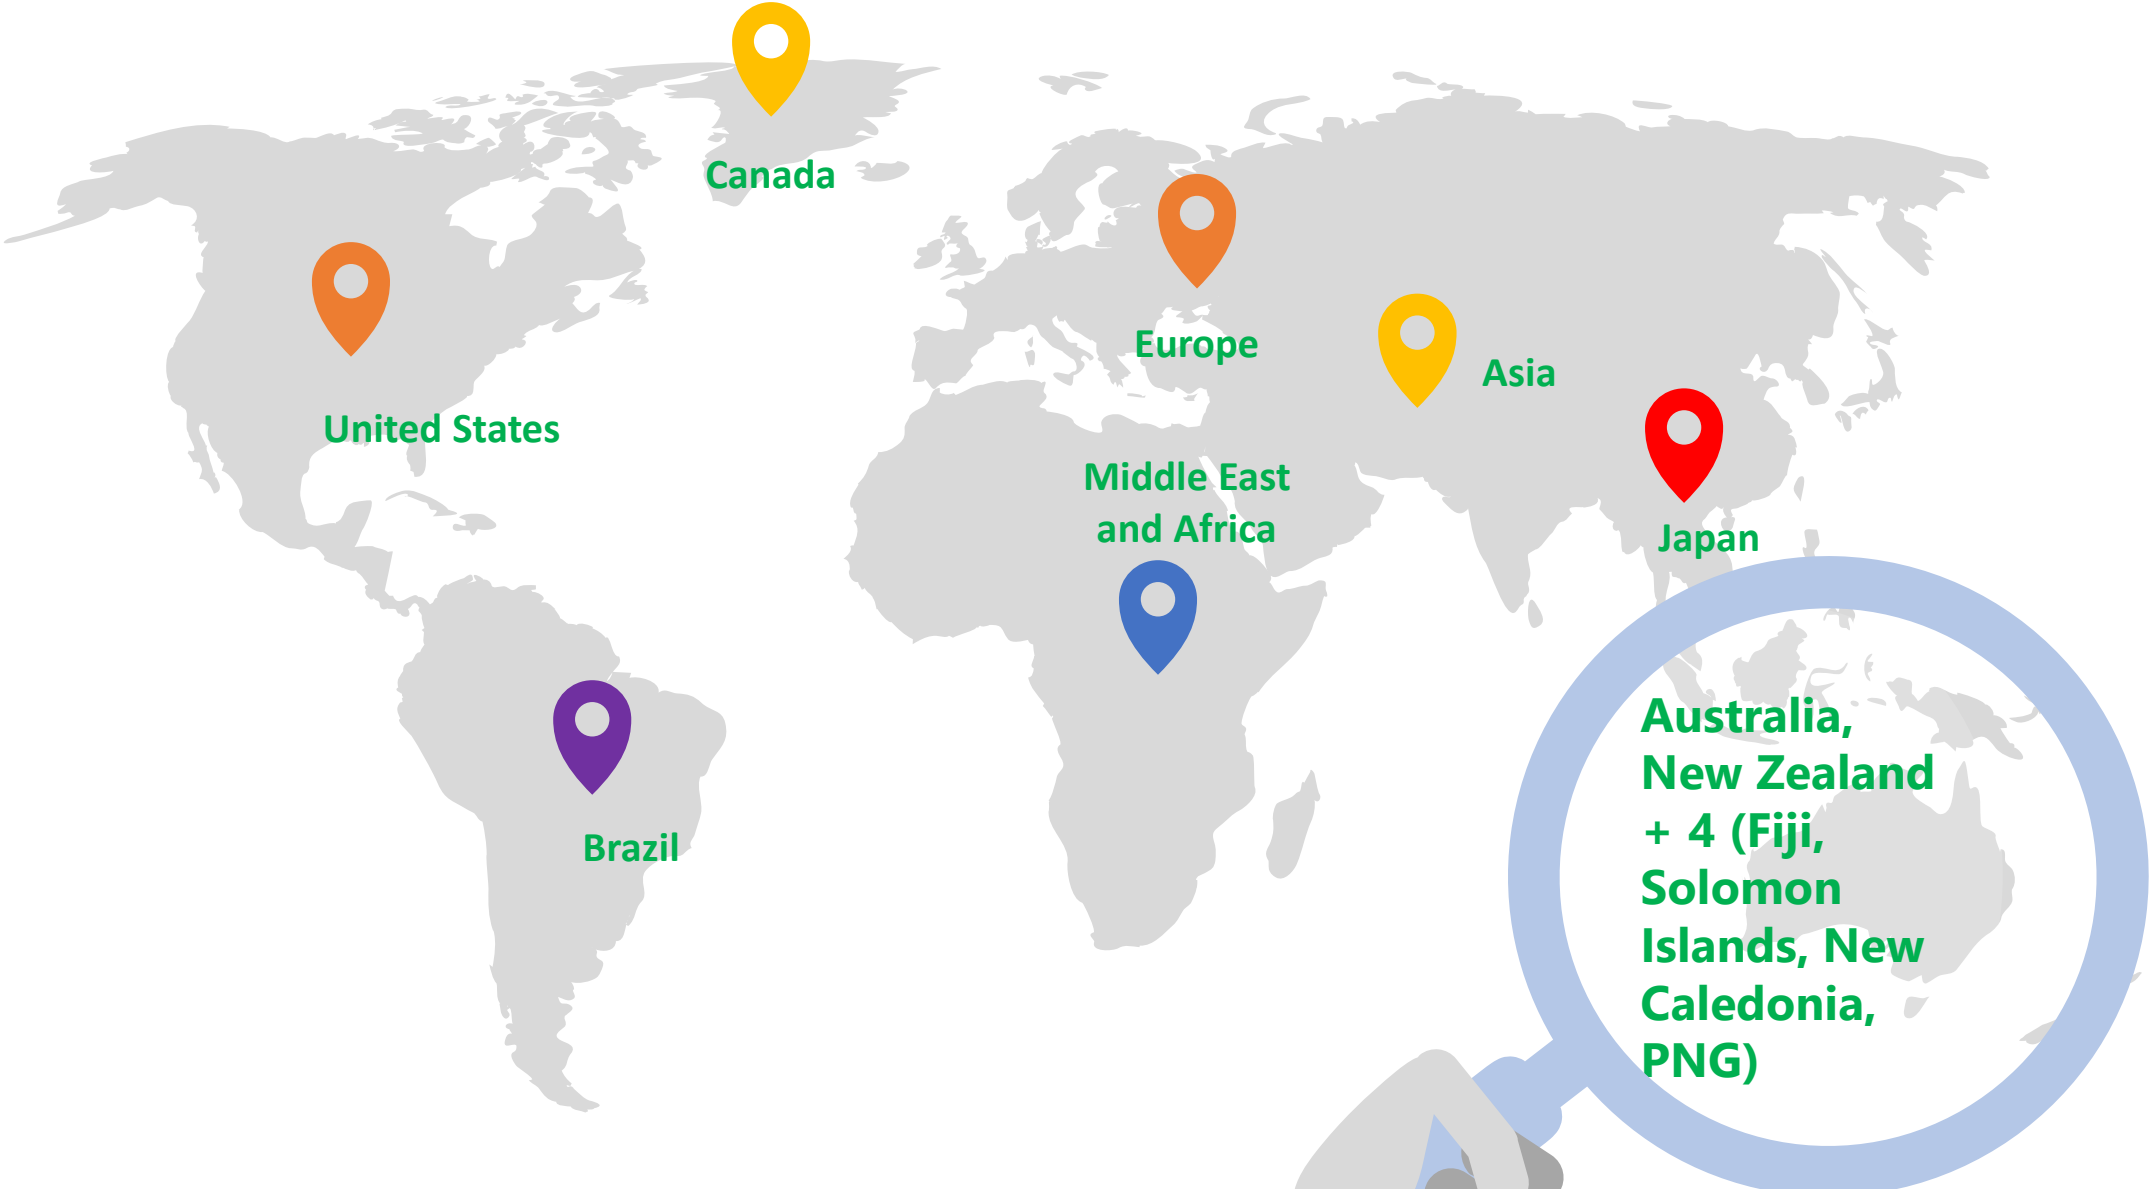 Canada
Europe
Asia
United States
Middle East
and Africa
Japan
Brazil
Australia,
New Zealand
+ 4 (Fiji,
Solomon
Islands, New
Caledonia,
PNG)